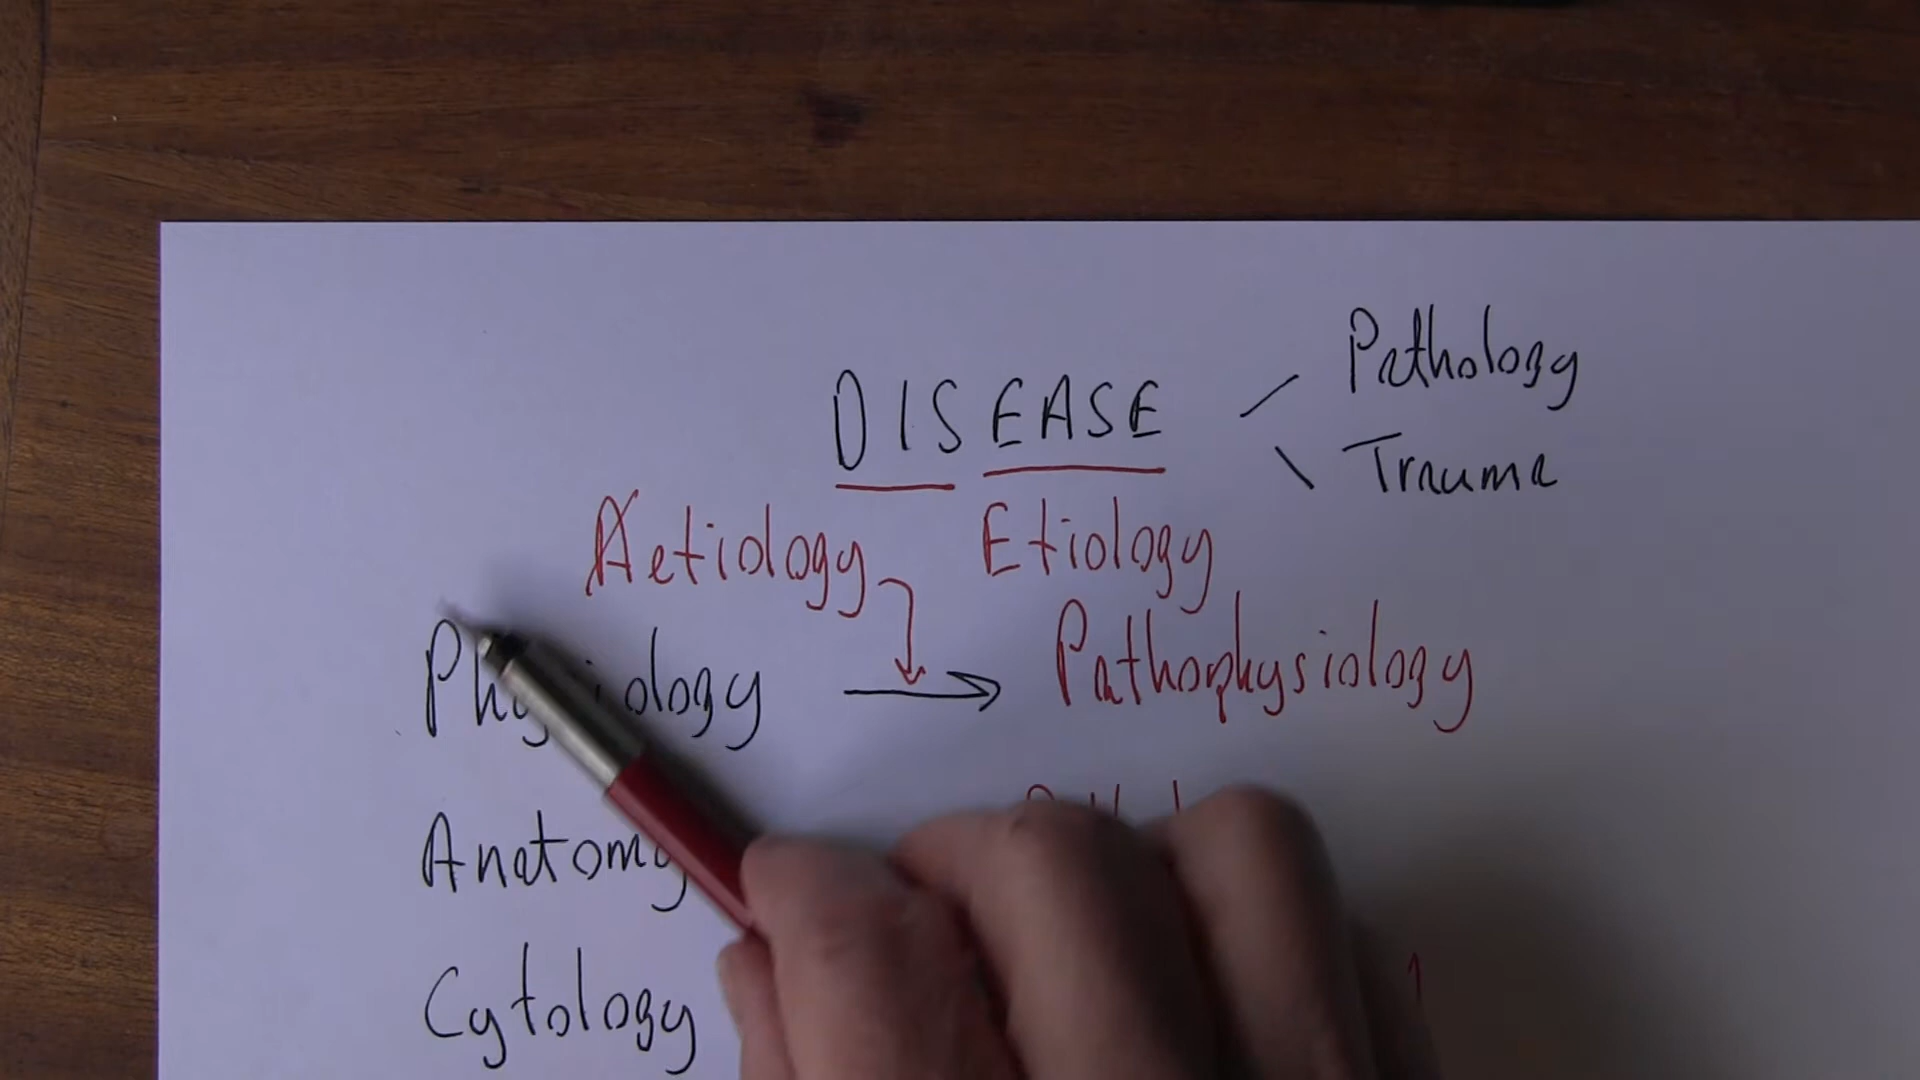 DISEASE
Pathology
Trauma
Aetiology Etiology
Physiology → Pathophysiology
Anatomy
Cytology